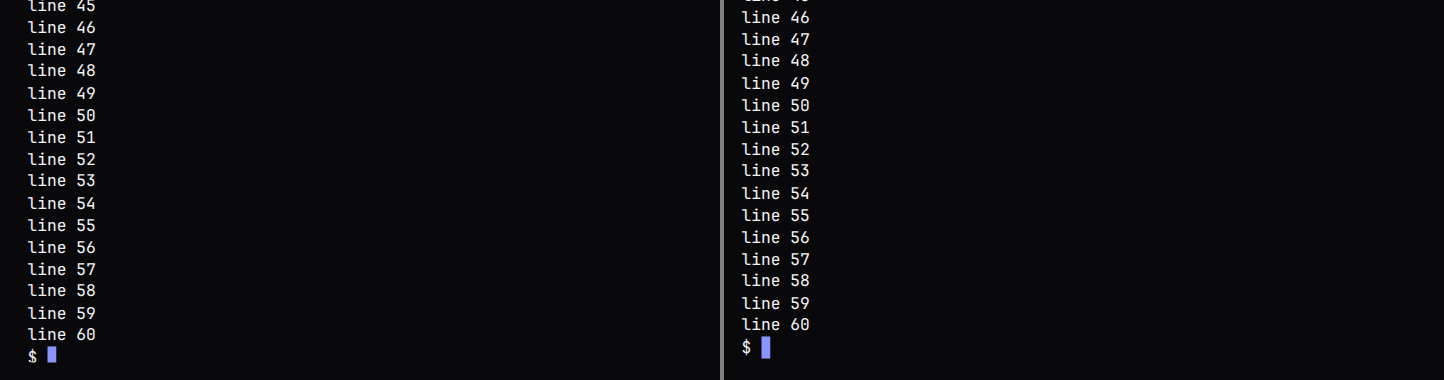 line 45
line 46
line 47
line 48
line 49
line 50
line 51
line 52
line 53
line 54
line 55
line 56
line 57
line 58
line 59
line 60
$
line 46
line 47
line 48
line 49
line 50
line 51
line 52
line 53
line 54
line 55
line 56
line 57
line 58
line 59
line 60
$